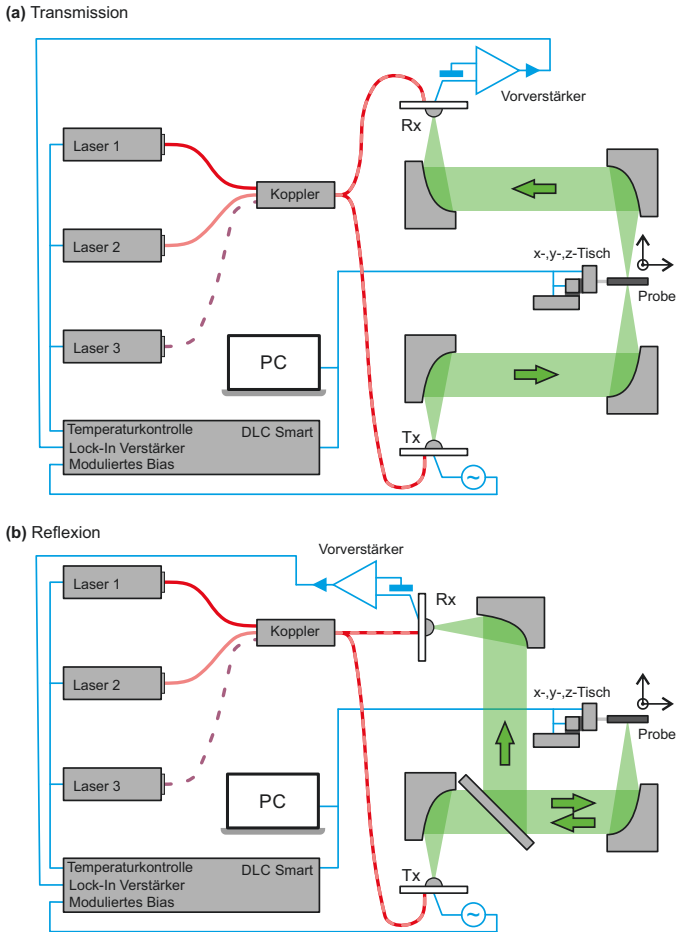 (a) Transmission
Vorverstärker
Rx
Laser 1
Koppler
Laser 2
x-,y-,z-Tisch
Probe
Laser 3
PC
Temperaturkontrolle DLC Smart
Lock-In Verstärker
Moduliertes Bias
Tx
~
(b) Reflexion
Vorverstärker
Laser 1
Rx
Koppler
Laser 2
x-,y-,z-Tisch
Probe
Laser 3
PC
Temperaturkontrolle DLC Smart
Lock-In Verstärker
Moduliertes Bias
Tx
~